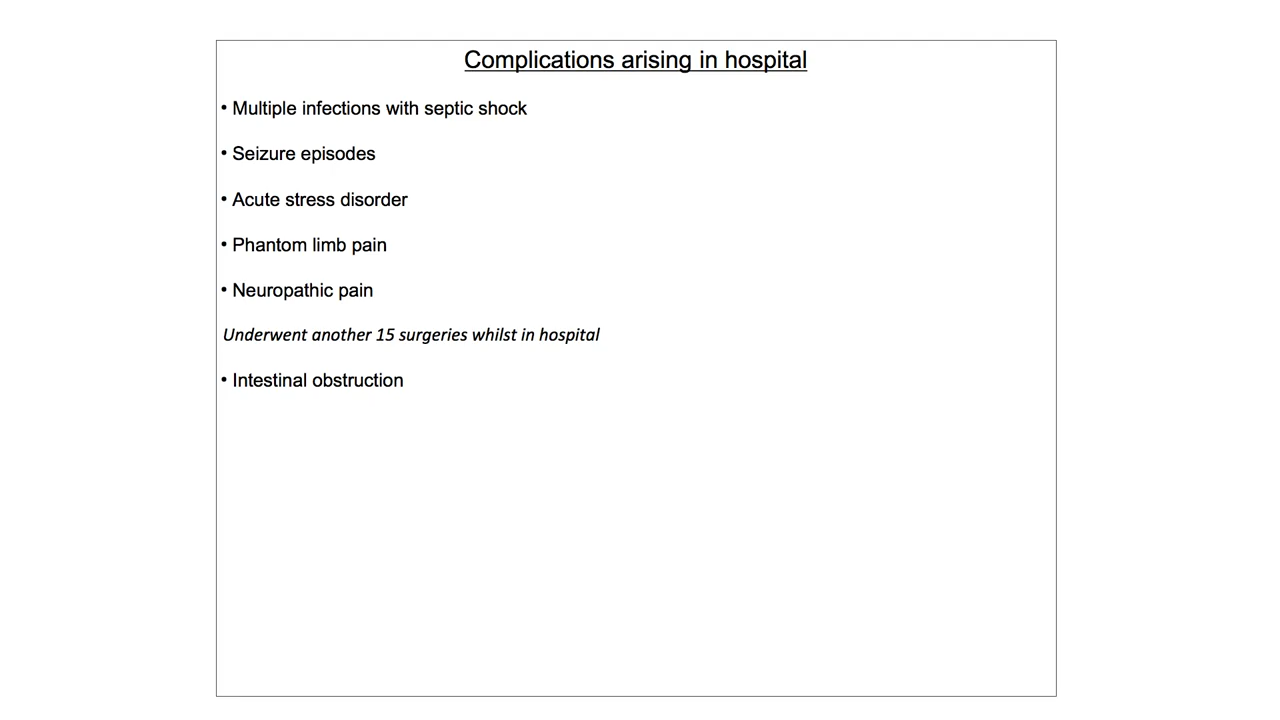 Complications arising in hospital
• Multiple infections with septic shock
• Seizure episodes
• Acute stress disorder
• Phantom limb pain
• Neuropathic pain
Underwent another 15 surgeries whilst in hospital
• Intestinal obstruction